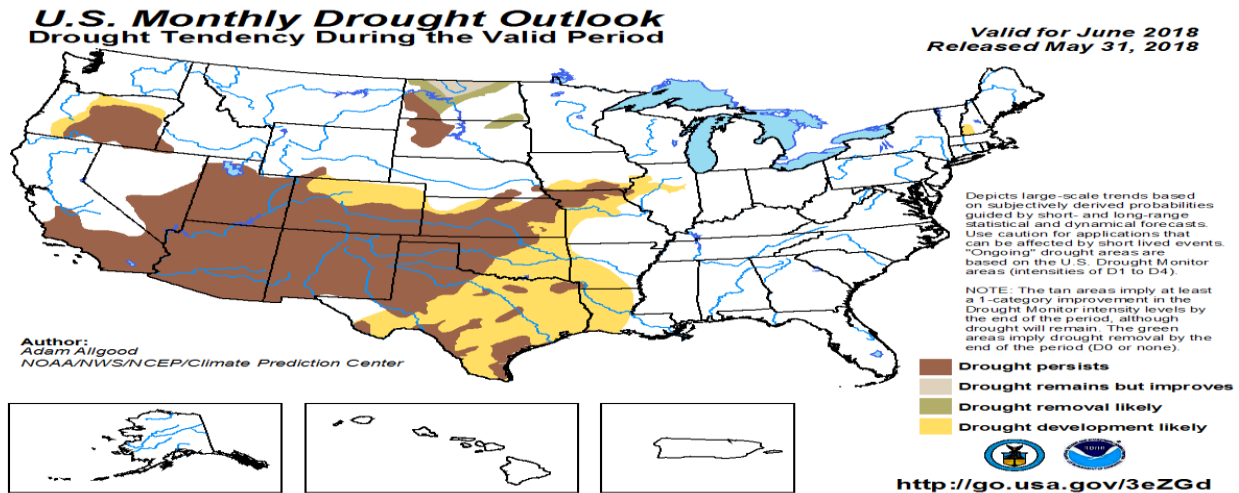 U.S. Monthly Drought Outlook
Drought Tendency During the Valid Period
Valid for June 2018
Released May 31, 2018
Depicts large-scale trends based
on subjectively derived probabilities
guided by short- and long-range
statistical and dynamical forecasts.
Use caution for applications that
can be affected by short lived events.
"Ongoing" drought areas are
based on the U.S. Drought Monitor
areas (intensities of D1 to D4).
NOTE: The tan areas imply at least
a 1-category improvement in the
Drought Monitor intensity levels by
the end of the period, although
drought will remain. The green
areas imply drought removal by the
end of the period (D0 or none).
Author:
Adam Allgood
NOAA/NWS/NCEP/Climate Prediction Center
Drought persists
Drought remains but improves
Drought removal likely
Drought development likely
http://go.usa.gov/3eZGd